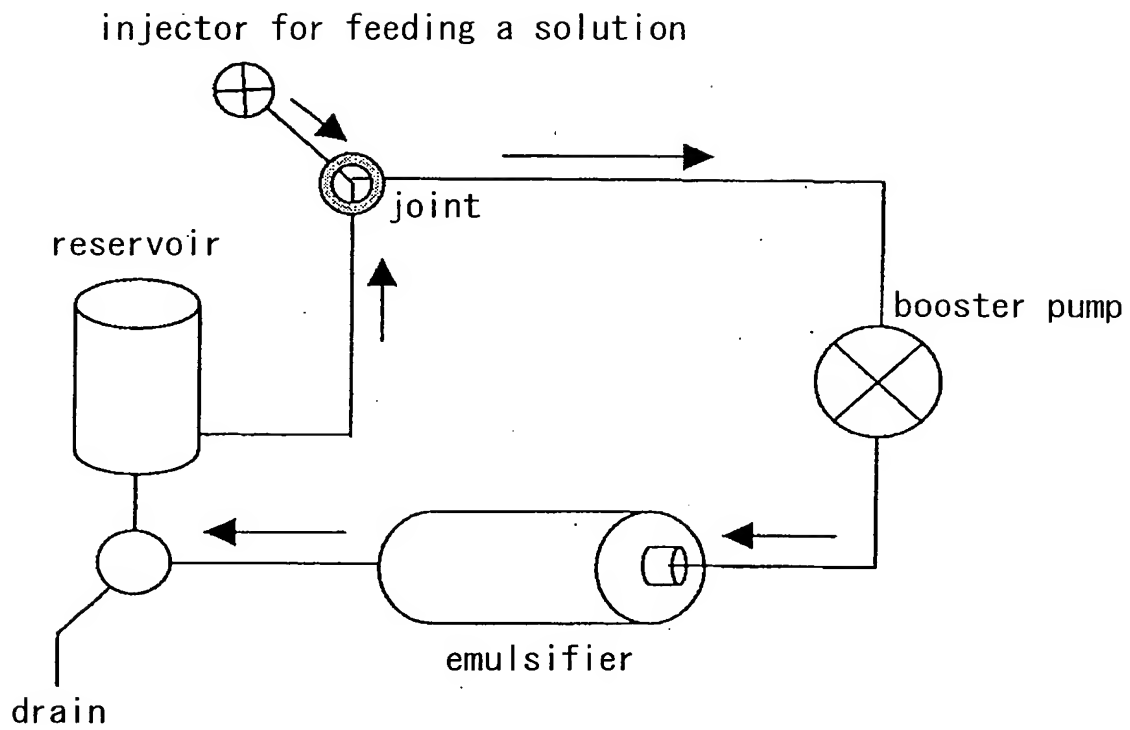 injector for feeding a solution
joint
reservoir
booster pump
emulsifier
drain